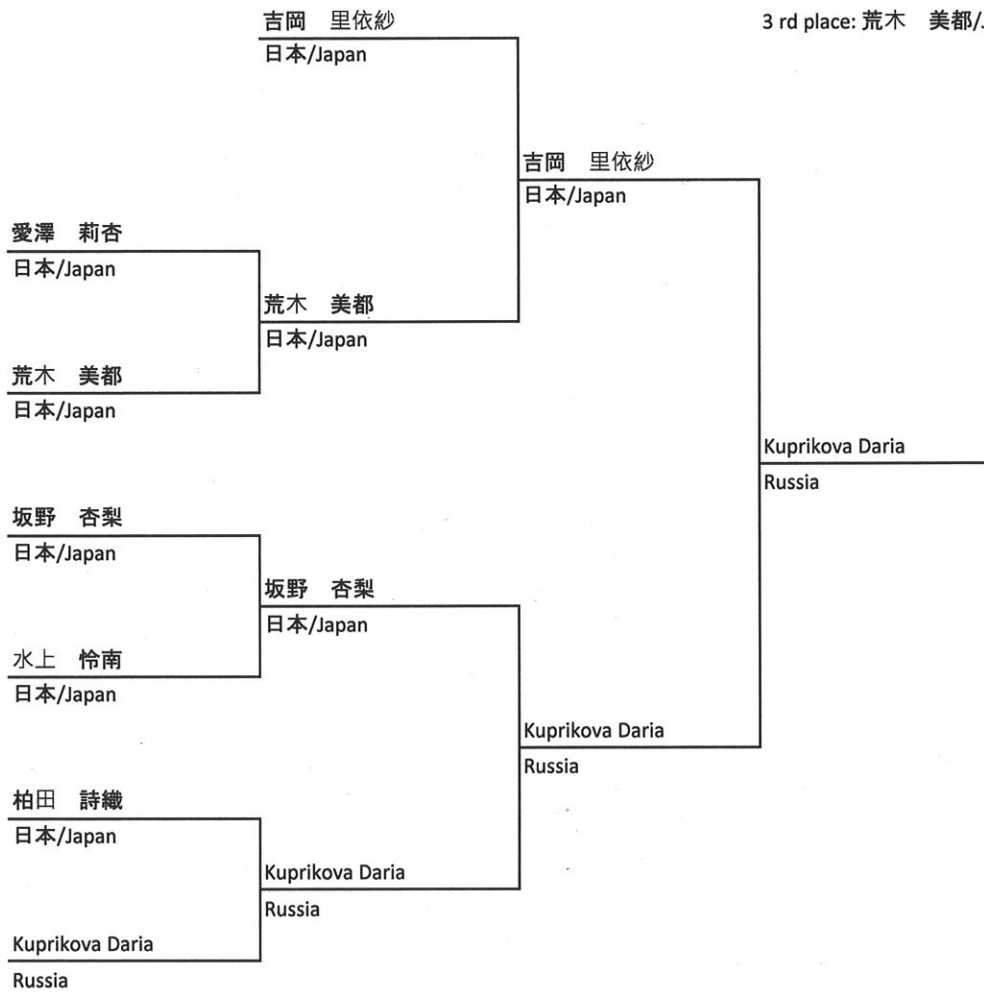 吉岡　里依紗
日本/Japan
3 rd place: 荒木　美都/
吉岡　里依紗
日本/Japan
愛澤　莉杏
日本/Japan
荒木　美都
日本/Japan
荒木　美都
日本/Japan
Kuprikova Daria
Russia
坂野　杏梨
日本/Japan
坂野　杏梨
日本/Japan
水上　怜南
日本/Japan
Kuprikova Daria
Russia
柏田　詩織
日本/Japan
Kuprikova Daria
Russia
Kuprikova Daria
Russia